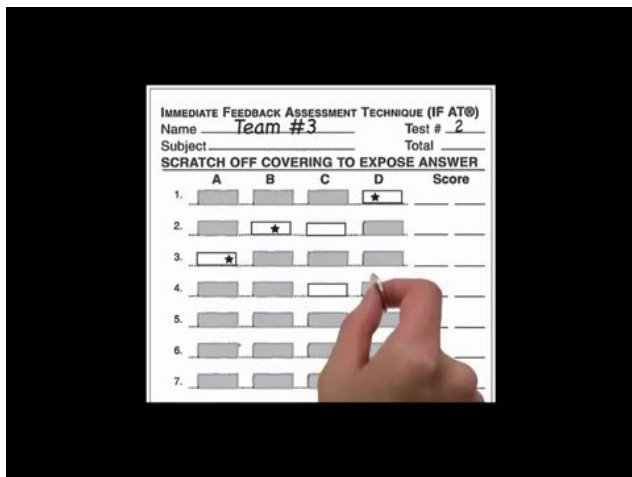 IMMEDIATE FEEDBACK ASSESSMENT TECHNIQUE (IF AT®)
Name Team #3 Test # 2
Subject Total
SCRATCH OFF COVERING TO EXPOSE ANSWER
A B C D Score
1.
2.
3.
4.
5.
6.
7.